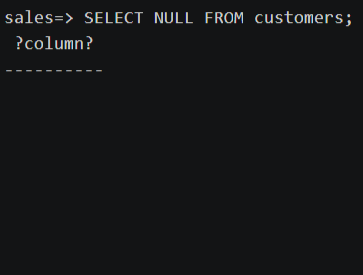 sales=> SELECT NULL FROM customers;
 ?column?
----------